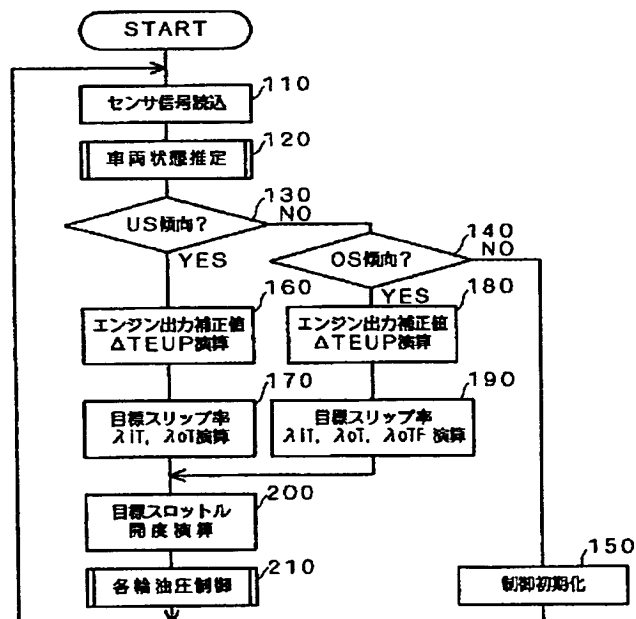 START
110
センサ信号読込
120
車両状態推定
130
US傾向?
NO
YES
140
OS傾向?
NO
YES
160
エンジン出力補正値
ΔTEUP演算
180
エンジン出力補正値
ΔTEUP演算
170
目標スリップ率
λiT, λoT演算
190
目標スリップ率
λiT, λoT, λoTF 演算
200
目標スロットル
開度演算
210
各輪油圧制御
150
制御初期化